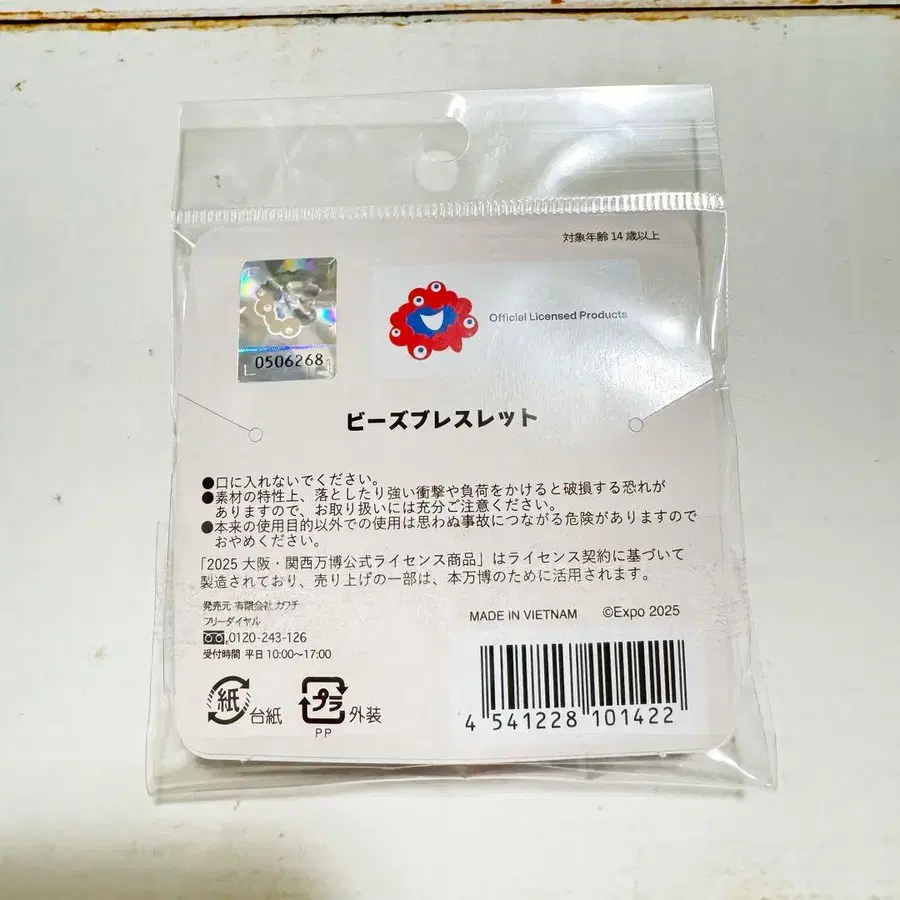 対象年齢 14 歳以上
0506268
Official Licensed Products
ビーズブレスレット
●口に入れないでください。
●素材の特性上、落としたり強い衝撃や負荷をかけると破損する恐れが
ありますので、お取り扱いには充分ご注意ください。
●本来の使用目的以外での使用は思わぬ事故につながる危険がありますので
おやめください。
「2025 大阪・関西万博公式ライセンス商品」はライセンス契約に基づいて
製造されており、売り上げの一部は、本万博のために活用されます。
発売元 有限会社 カワチ
フリーダイヤル
0120-243-126
受付時間 平日 10:00~17:00
MADE IN VIETNAM ©Expo 2025
紙 台紙
プラ 外装
PP
4 541228 101422